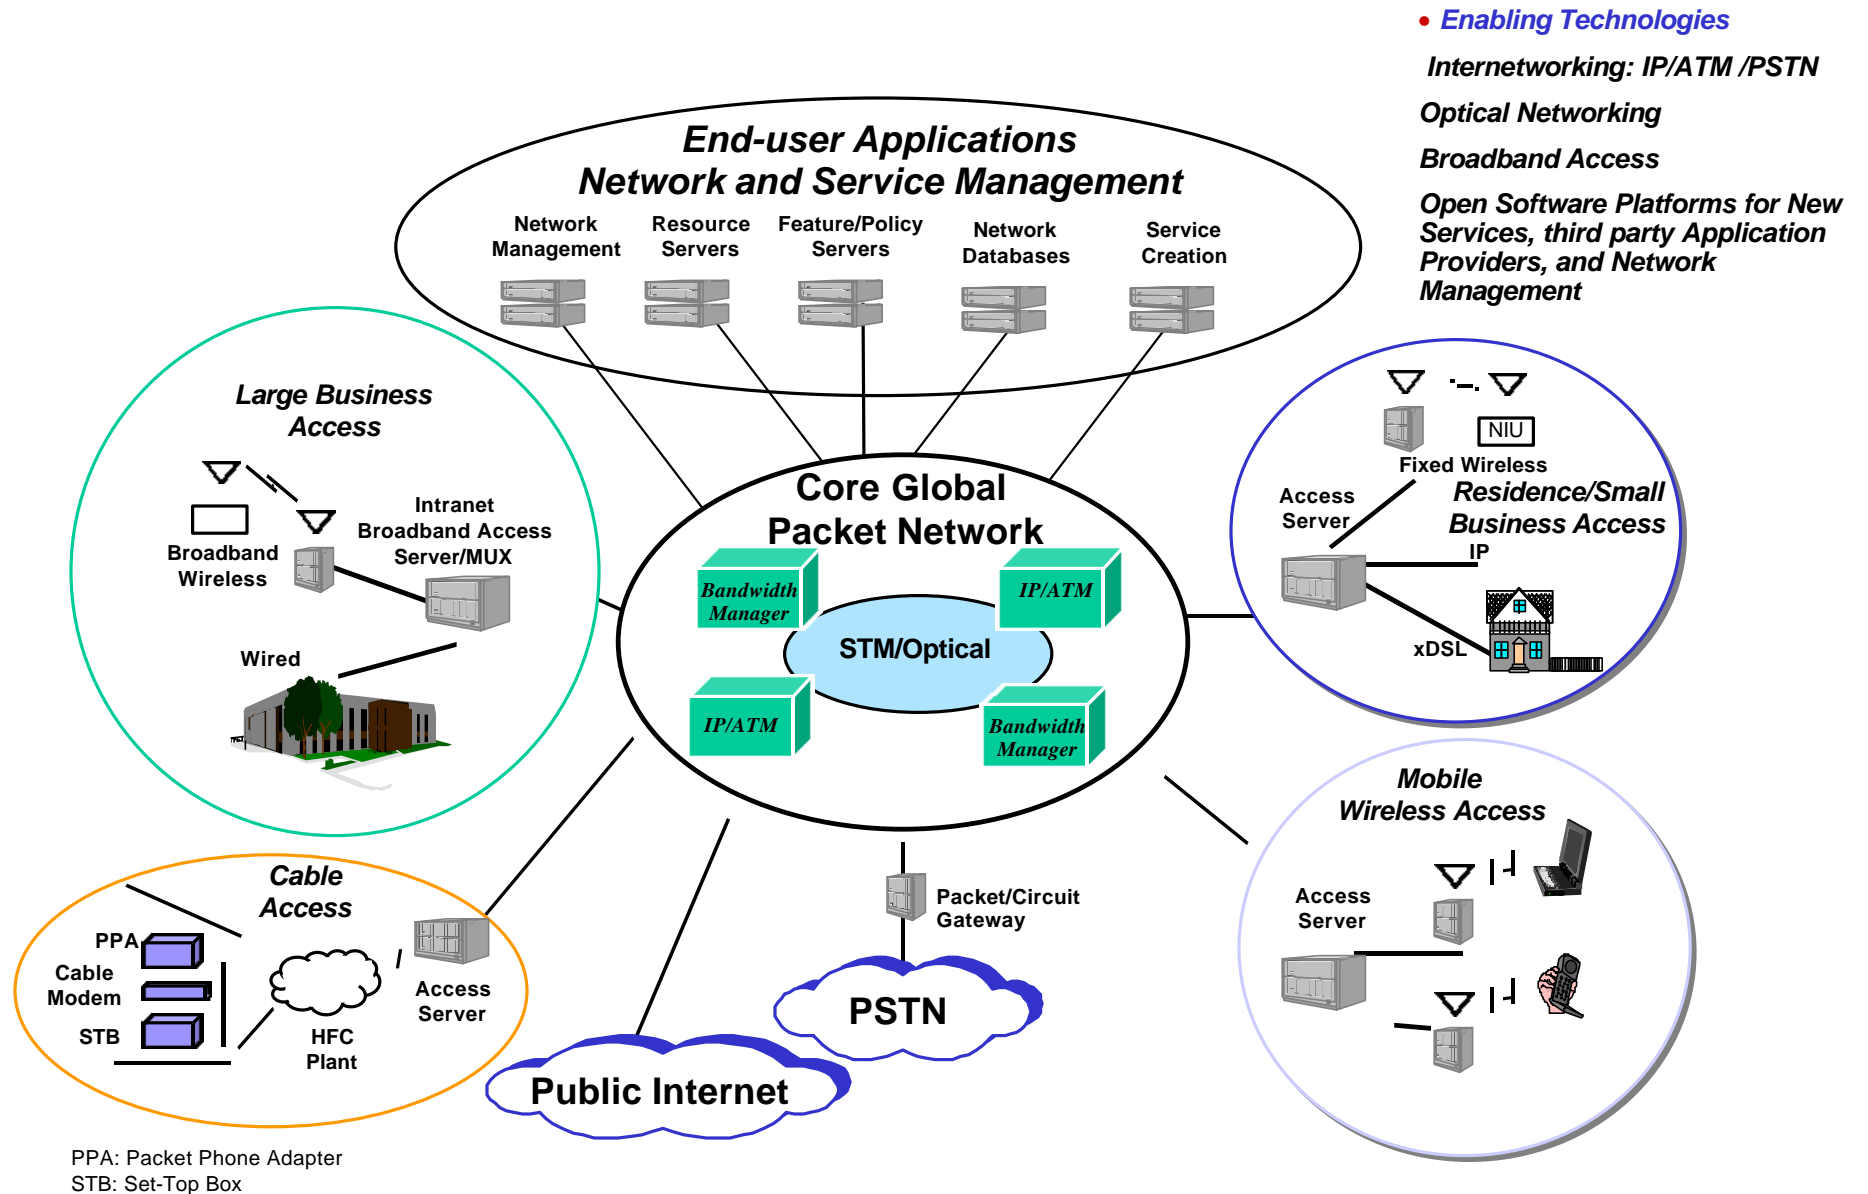 • Enabling Technologies
Internetworking: IP/ATM /PSTN
Optical Networking
Broadband Access
Open Software Platforms for New
Services, third party Application
Providers, and Network
Management
End-user Applications
Network and Service Management
Network
Management
Resource
Servers
Feature/Policy
Servers
Network
Databases
Service
Creation
Large Business
Access
Intranet
Broadband Access
Server/MUX
Broadband
Wireless
Wired
Core Global
Packet Network
Bandwidth
Manager
IP/ATM
STM/Optical
IP/ATM
Bandwidth
Manager
NIU
Fixed Wireless
Residence/Small
Business Access
Access
Server
IP
xDSL
Mobile
Wireless Access
Access
Server
Cable
Access
PPA
Cable
Modem
STB
HFC
Plant
Access
Server
Packet/Circuit
Gateway
PSTN
Public Internet
PPA: Packet Phone Adapter
STB: Set-Top Box